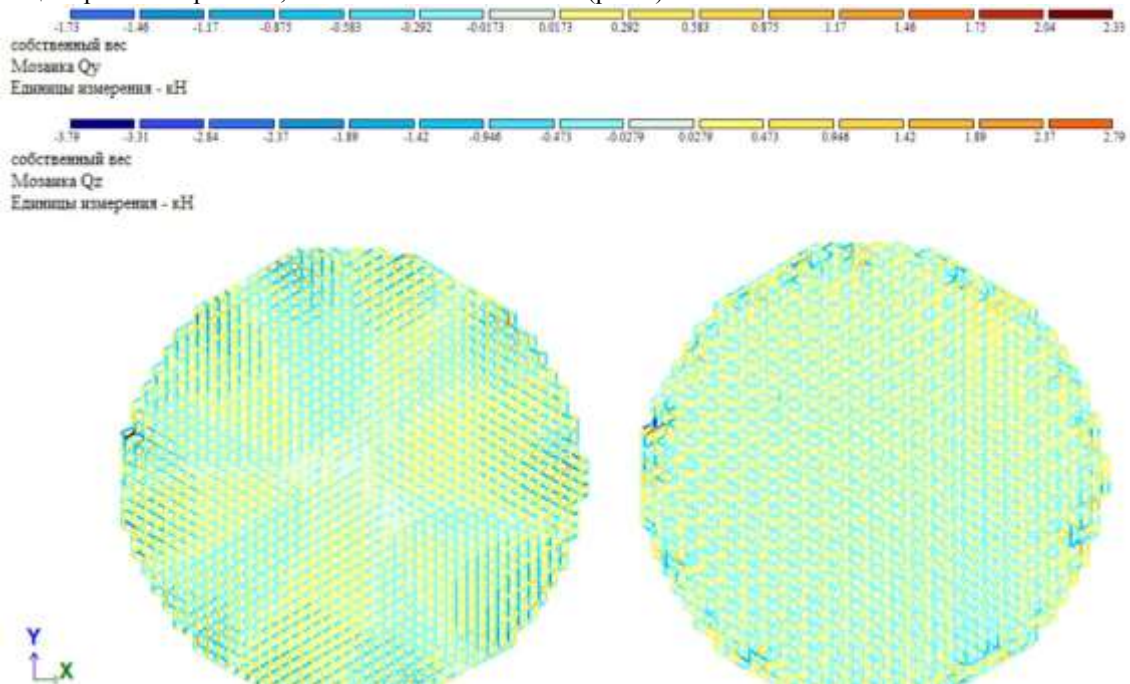 -1.73 -1.46 -1.17 -0.875 -0.583 -0.292 -0.0173 0.0173 0.292 0.583 0.875 1.17 1.46 1.75 2.04 2.33
собственный вес
Мозаика Qy
Единицы измерения - кН
-3.79 -3.31 -2.84 -2.37 -1.89 -1.42 -0.946 -0.473 -0.0279 0.0279 0.473 0.946 1.42 1.89 2.37 2.79
собственный вес
Мозаика Qz
Единицы измерения - кН
Y
X